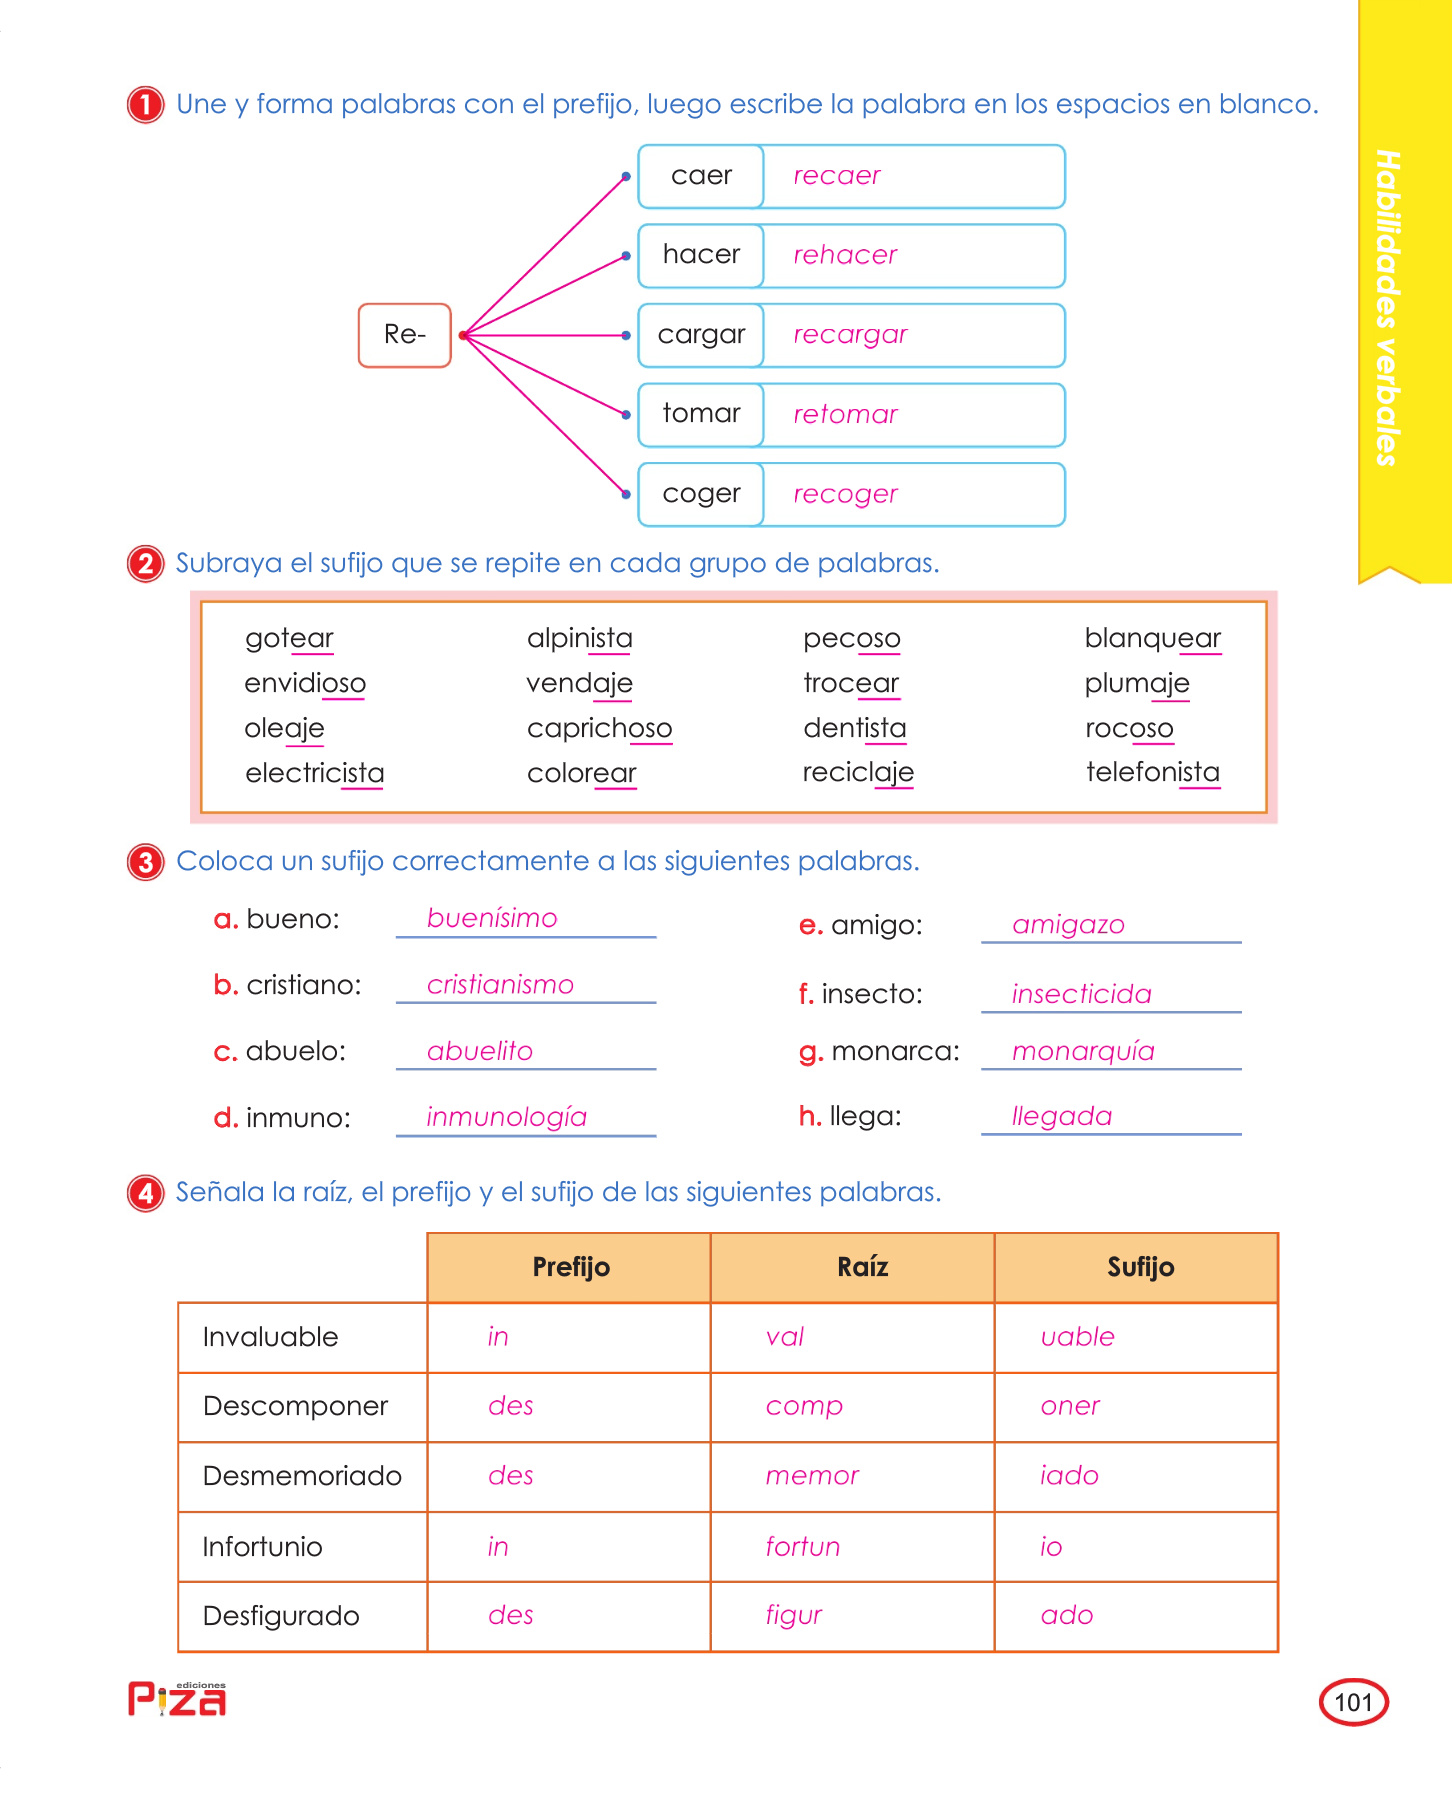 1 Une y forma palabras con el prefijo, luego escribe la palabra en los espacios en blanco.
Re-
caer recaer
hacer rehacer
cargar recargar
tomar retomar
coger recoger
Habilidades verbales
2 Subraya el sufijo que se repite en cada grupo de palabras.
gotear alpinista pecoso blanquear
envidioso vendaje trocear plumaje
oleaje caprichoso dentista rocoso
electricista colorear reciclaje telefonista
3 Coloca un sufijo correctamente a las siguientes palabras.
a. bueno: buenísimo
b. cristiano: cristianismo
c. abuelo: abuelito
d. inmuno: inmunología
e. amigo: amigazo
f. insecto: insecticida
g. monarca: monarquía
h. llega: llegada
4 Señala la raíz, el prefijo y el sufijo de las siguientes palabras.
Prefijo Raíz Sufijo
Invaluable in val uable
Descomponer des comp oner
Desmemoriado des memor iado
Infortunio in fortun io
Desfigurado des figur ado
ediciones
Piza
101